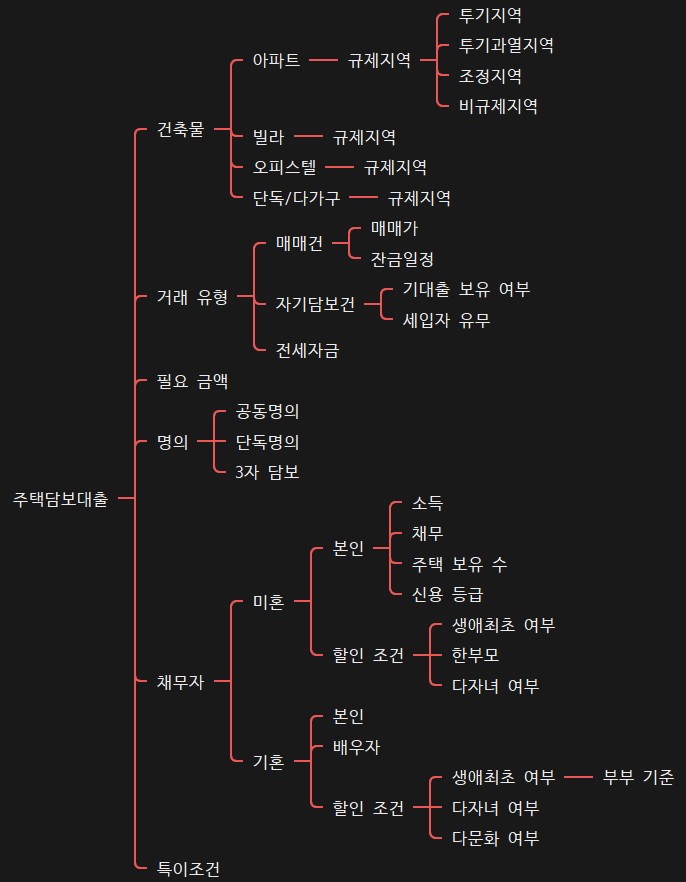 주택담보대출
건축물
아파트
규제지역
투기지역
투기과열지역
조정지역
비규제지역
빌라
규제지역
오피스텔
규제지역
단독/다가구
규제지역
거래 유형
매매건
매매가
잔금일정
자기담보건
기대출 보유 여부
세입자 유무
전세자금
필요 금액
명의
공동명의
단독명의
3자 담보
채무자
미혼
본인
소득
채무
주택 보유 수
신용 등급
할인 조건
생애최초 여부
한부모
다자녀 여부
기혼
본인
배우자
할인 조건
생애최초 여부
부부 기준
다자녀 여부
다문화 여부
특이조건